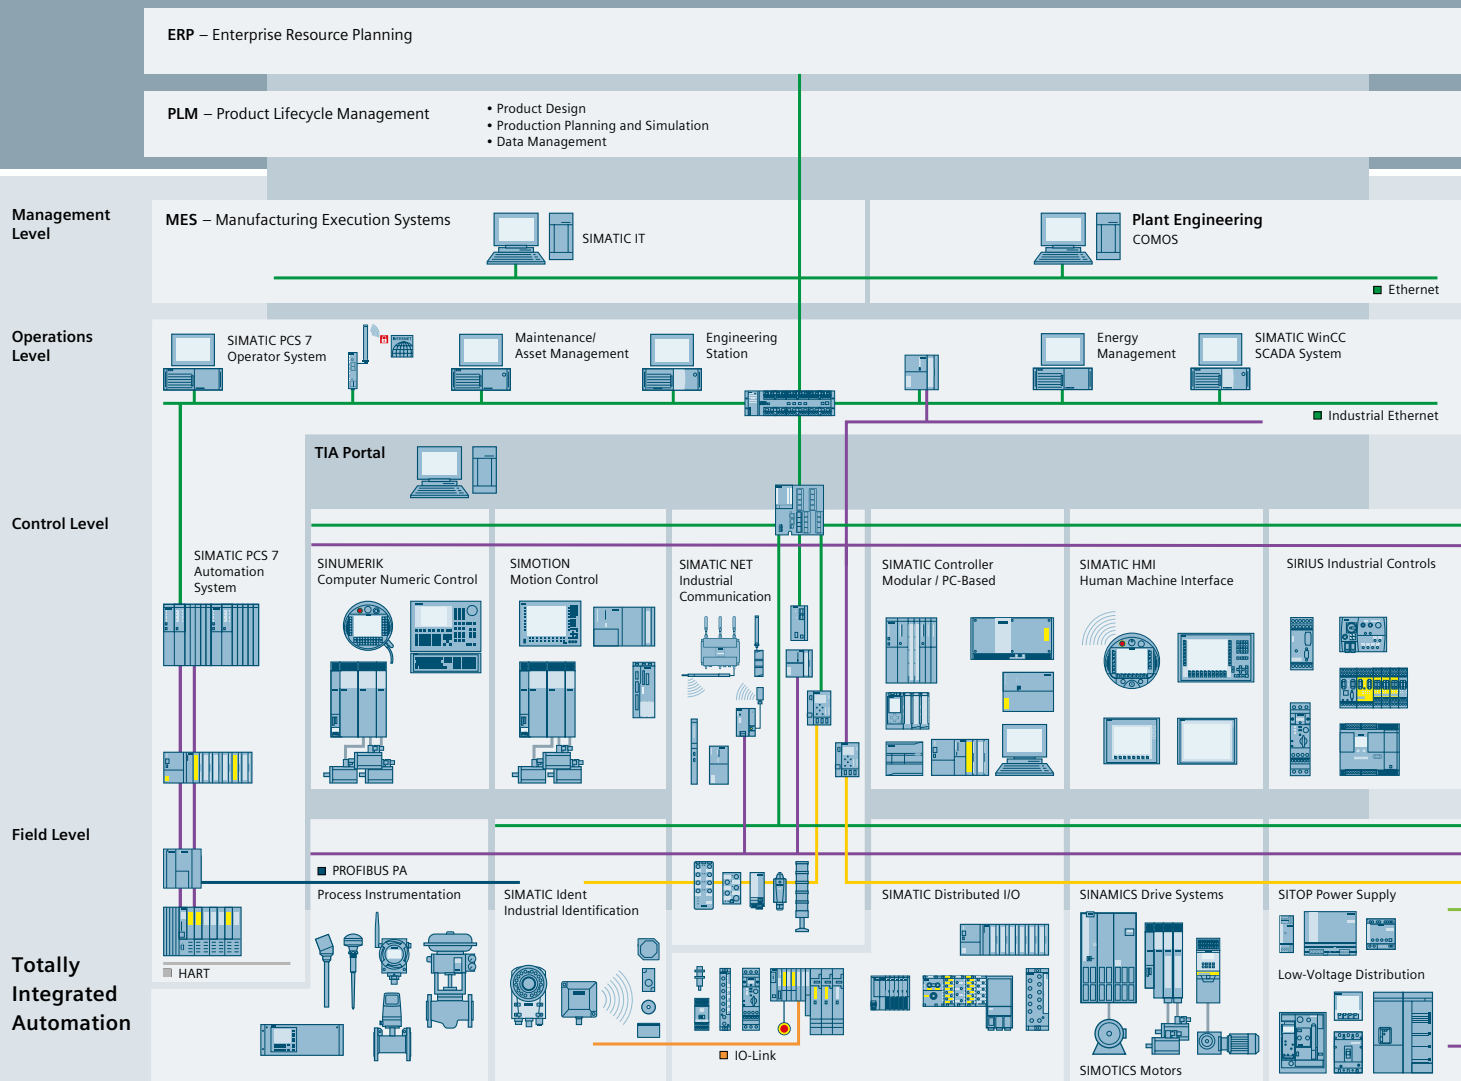 ERP – Enterprise Resource Planning
PLM – Product Lifecycle Management
• Product Design
• Production Planning and Simulation
• Data Management
Management
Level
MES – Manufacturing Execution Systems
SIMATIC IT
Plant Engineering
COMOS
Ethernet
Operations
Level
SIMATIC PCS 7
Operator System
INTERNET
Maintenance/
Asset Management
Engineering
Station
Energy
Management
SIMATIC WinCC
SCADA System
Industrial Ethernet
TIA Portal
Control Level
SIMATIC PCS 7
Automation
System
SINUMERIK
Computer Numeric Control
SIMOTION
Motion Control
SIMATIC NET
Industrial
Communication
SIMATIC Controller
Modular / PC-Based
SIMATIC HMI
Human Machine Interface
SIRIUS Industrial Controls
Field Level
PROFIBUS PA
Process Instrumentation
SIMATIC Ident
Industrial Identification
SIMATIC Distributed I/O
SINAMICS Drive Systems
SITOP Power Supply
Low-Voltage Distribution
HART
Totally
Integrated
Automation
IO-Link
SIMOTICS Motors